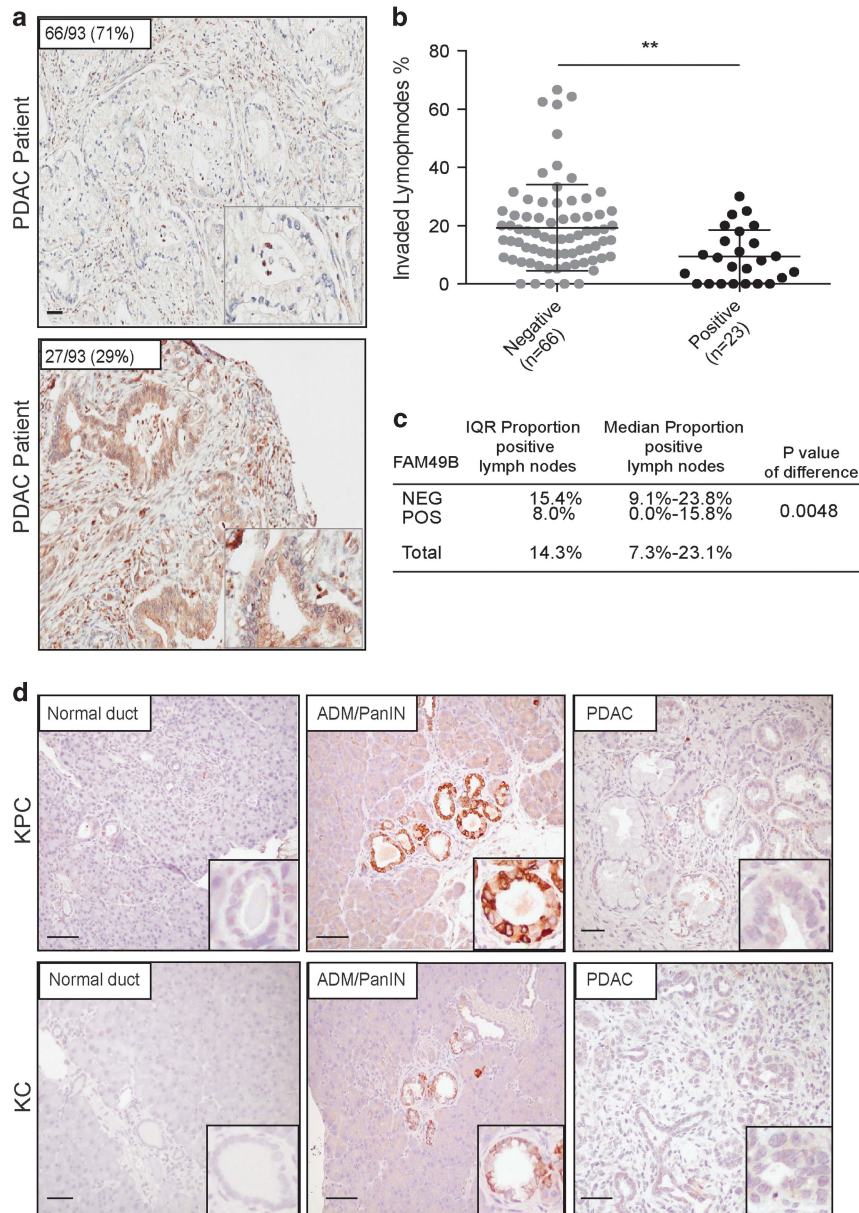 a
66/93 (71%)
PDAC Patient
27/93 (29%)
PDAC Patient
b
Invaded Lymophnodes %
80
60
40
20
0
**
Negative
(n=66)
Positive
(n=23)
c
FAM49B
IQR Proportion
positive
lymph nodes
Median Proportion
positive
lymph nodes
P value
of difference
NEG 15.4% 9.1%-23.8%
POS 8.0% 0.0%-15.8%
0.0048
Total 14.3% 7.3%-23.1%
d
KPC
Normal duct
ADM/PanIN
PDAC
KC
Normal duct
ADM/PanIN
PDAC